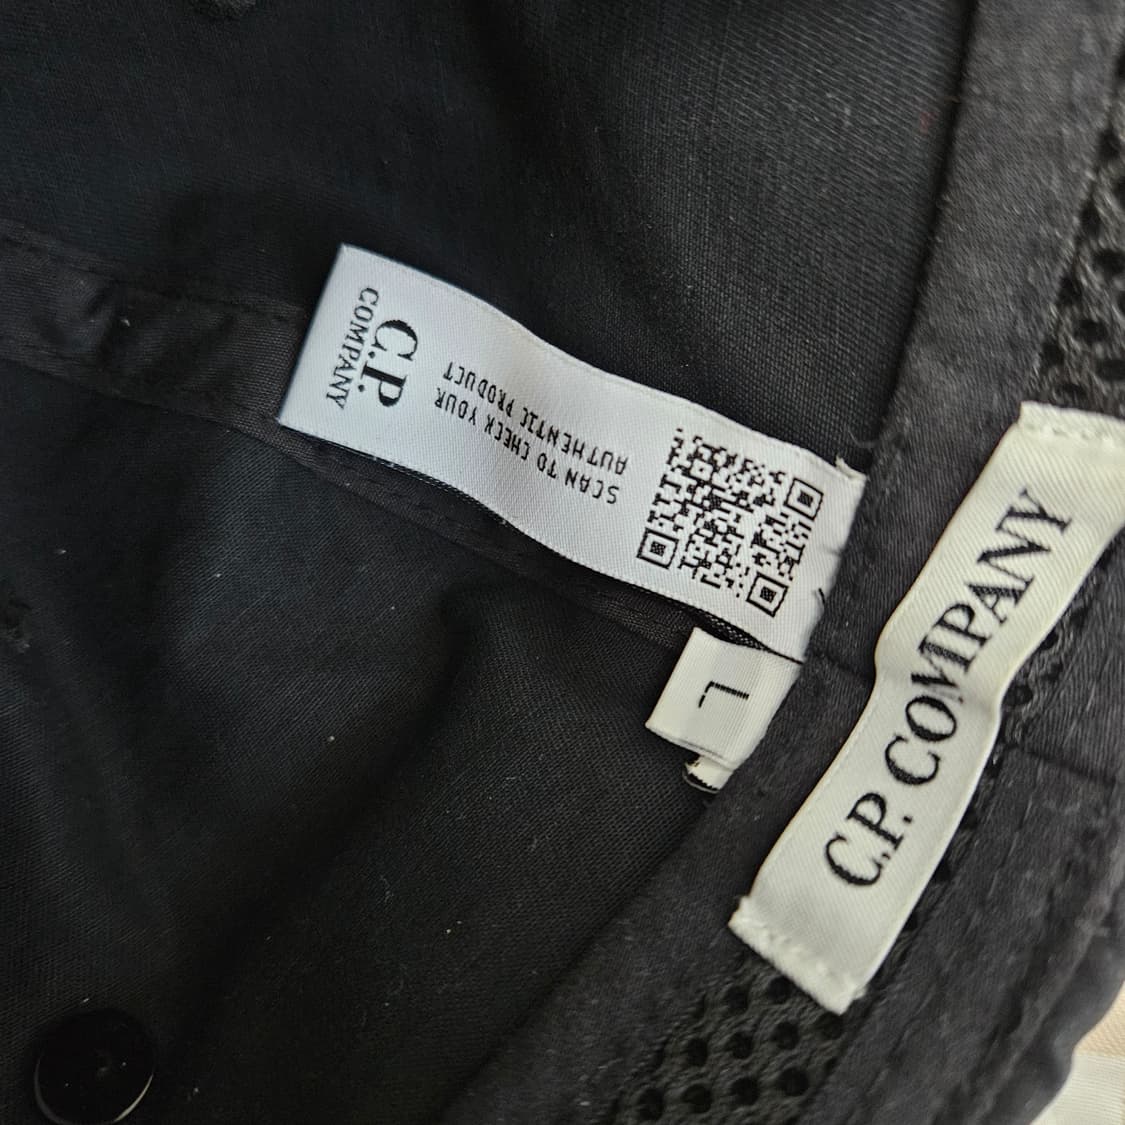 C.P.
COMPANY
SCAN TO CHECK YOUR
AUTHENTIC PRODUCT
L
C.P. COMPANY